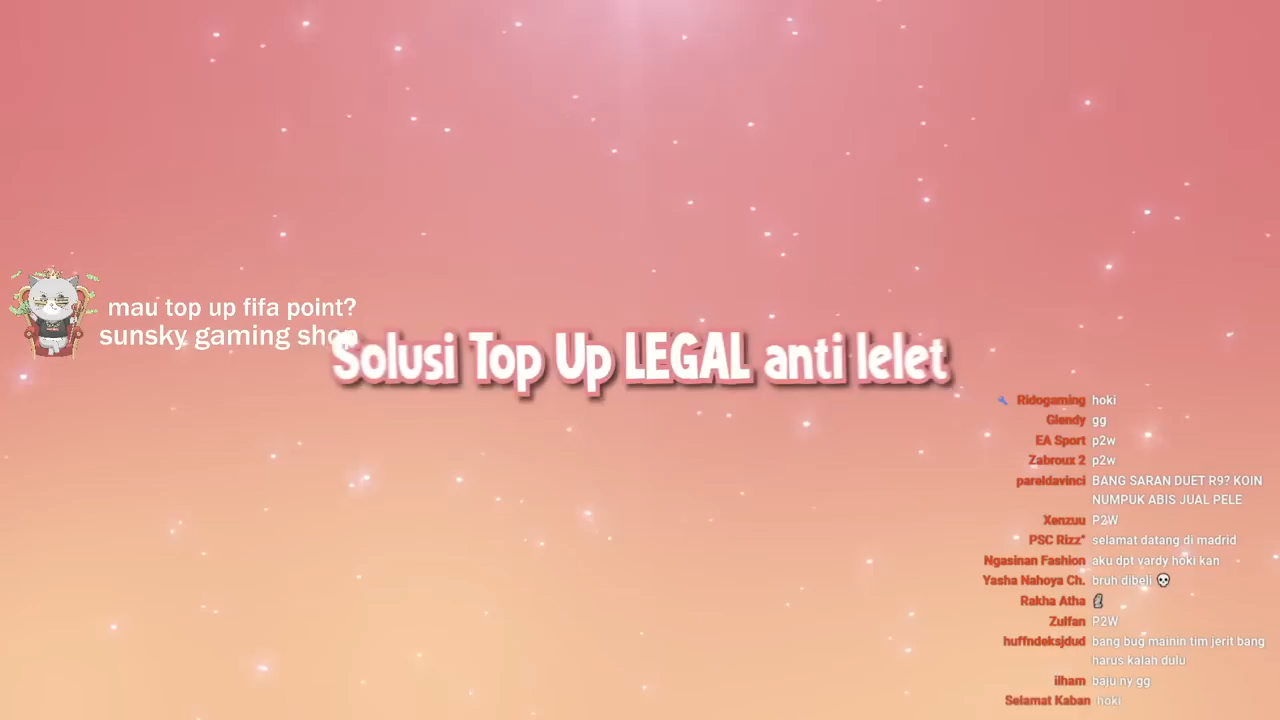 mau top up fifa point?
sunsky gaming shop
Solusi Top Up LEGAL anti lelet
Ridogaming hoki
Glendy gg
EA Sport p2w
Zabroux 2 p2w
pareldavinci BANG SARAN DUET R9? KOIN
NUMPUK ABIS JUAL PELE
Xenzuu P2W
PSC Rizz" selamat datang di madrid
Ngasinan Fashion aku dpt vardy hoki kan
Yasha Nahoya Ch. bruh dibeli 💀
Rakha Atha 🗿
Zulfan P2W
huffndeksjdud bang bug mainin tim jerit bang
harus kalah dulu
ilham baju ny gg
Selamat Kaban hoki